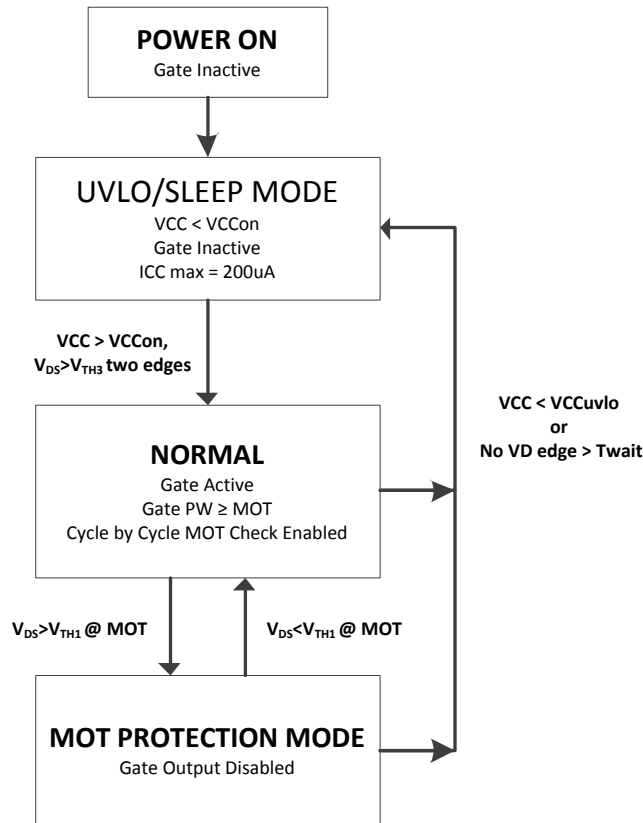 POWER ON
Gate Inactive
UVLO/SLEEP MODE
VCC < VCCon
Gate Inactive
ICC max = 200uA
VCC > VCCon,
VDS>VTH3 two edges
VCC < VCCuvlo
or
No VD edge > Twait
NORMAL
Gate Active
Gate PW ≥ MOT
Cycle by Cycle MOT Check Enabled
VDS>VTH1 @ MOT
VDS<VTH1 @ MOT
MOT PROTECTION MODE
Gate Output Disabled